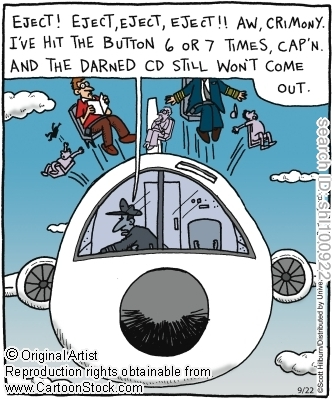 EJECT! EJECT, EJECT, EJECT!! AW, CRIMONY.
I'VE HIT THE BUTTON 6 OR 7 TIMES, CAP'N.
AND THE DARNED CD STILL WON'T COME
OUT.
search ID: shl100922
©Scott Hilburn/Distributed by Univer
© Original Artist
Reproduction rights obtainable from
www.CartoonStock.com
9/22